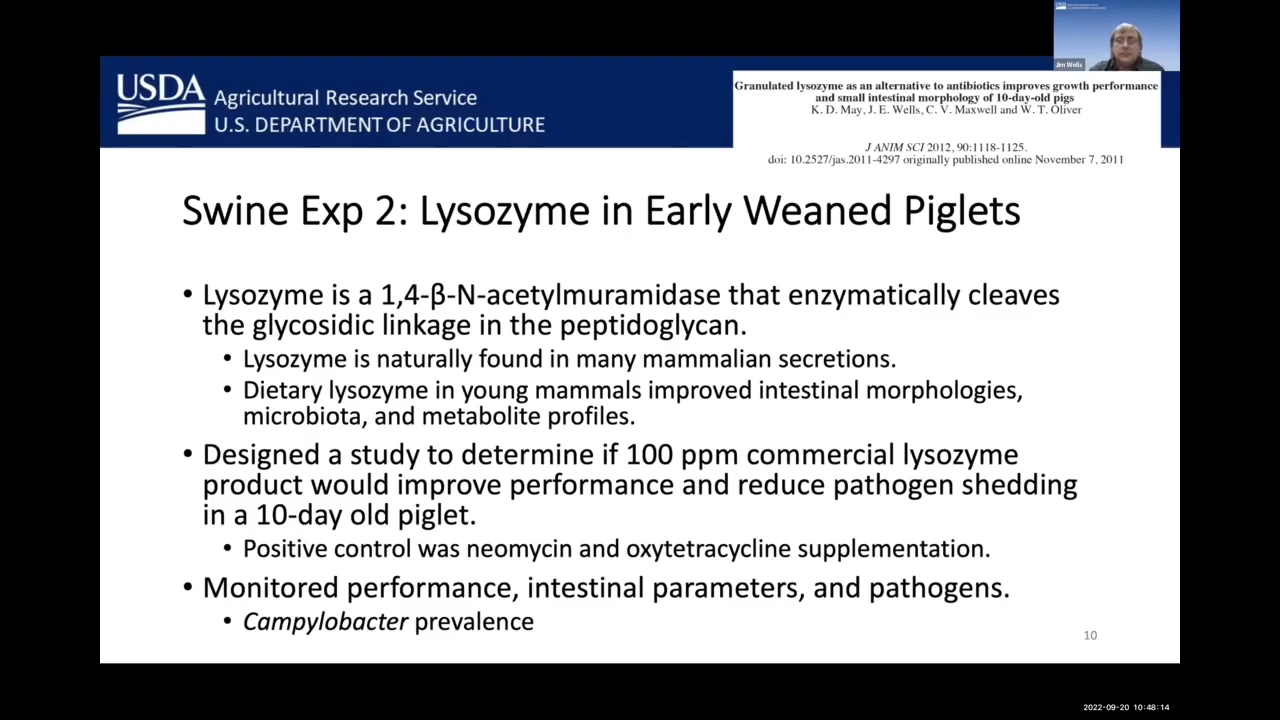 Jim Wells
USDA
Agricultural Research Service
U.S. DEPARTMENT OF AGRICULTURE
Granulated lysozyme as an alternative to antibiotics improves growth performance
and small intestinal morphology of 10-day-old pigs
K. D. May, J. E. Wells, C. V. Maxwell and W. T. Oliver
J ANIM SCI 2012, 90:1118-1125.
doi: 10.2527/jas.2011-4297 originally published online November 7, 2011
Swine Exp 2: Lysozyme in Early Weaned Piglets
• Lysozyme is a 1,4-β-N-acetylmuramidase that enzymatically cleaves
the glycosidic linkage in the peptidoglycan.
• Lysozyme is naturally found in many mammalian secretions.
• Dietary lysozyme in young mammals improved intestinal morphologies,
microbiota, and metabolite profiles.
• Designed a study to determine if 100 ppm commercial lysozyme
product would improve performance and reduce pathogen shedding
in a 10-day old piglet.
• Positive control was neomycin and oxytetracycline supplementation.
• Monitored performance, intestinal parameters, and pathogens.
• Campylobacter prevalence
10
2022-09-20 10:48:14